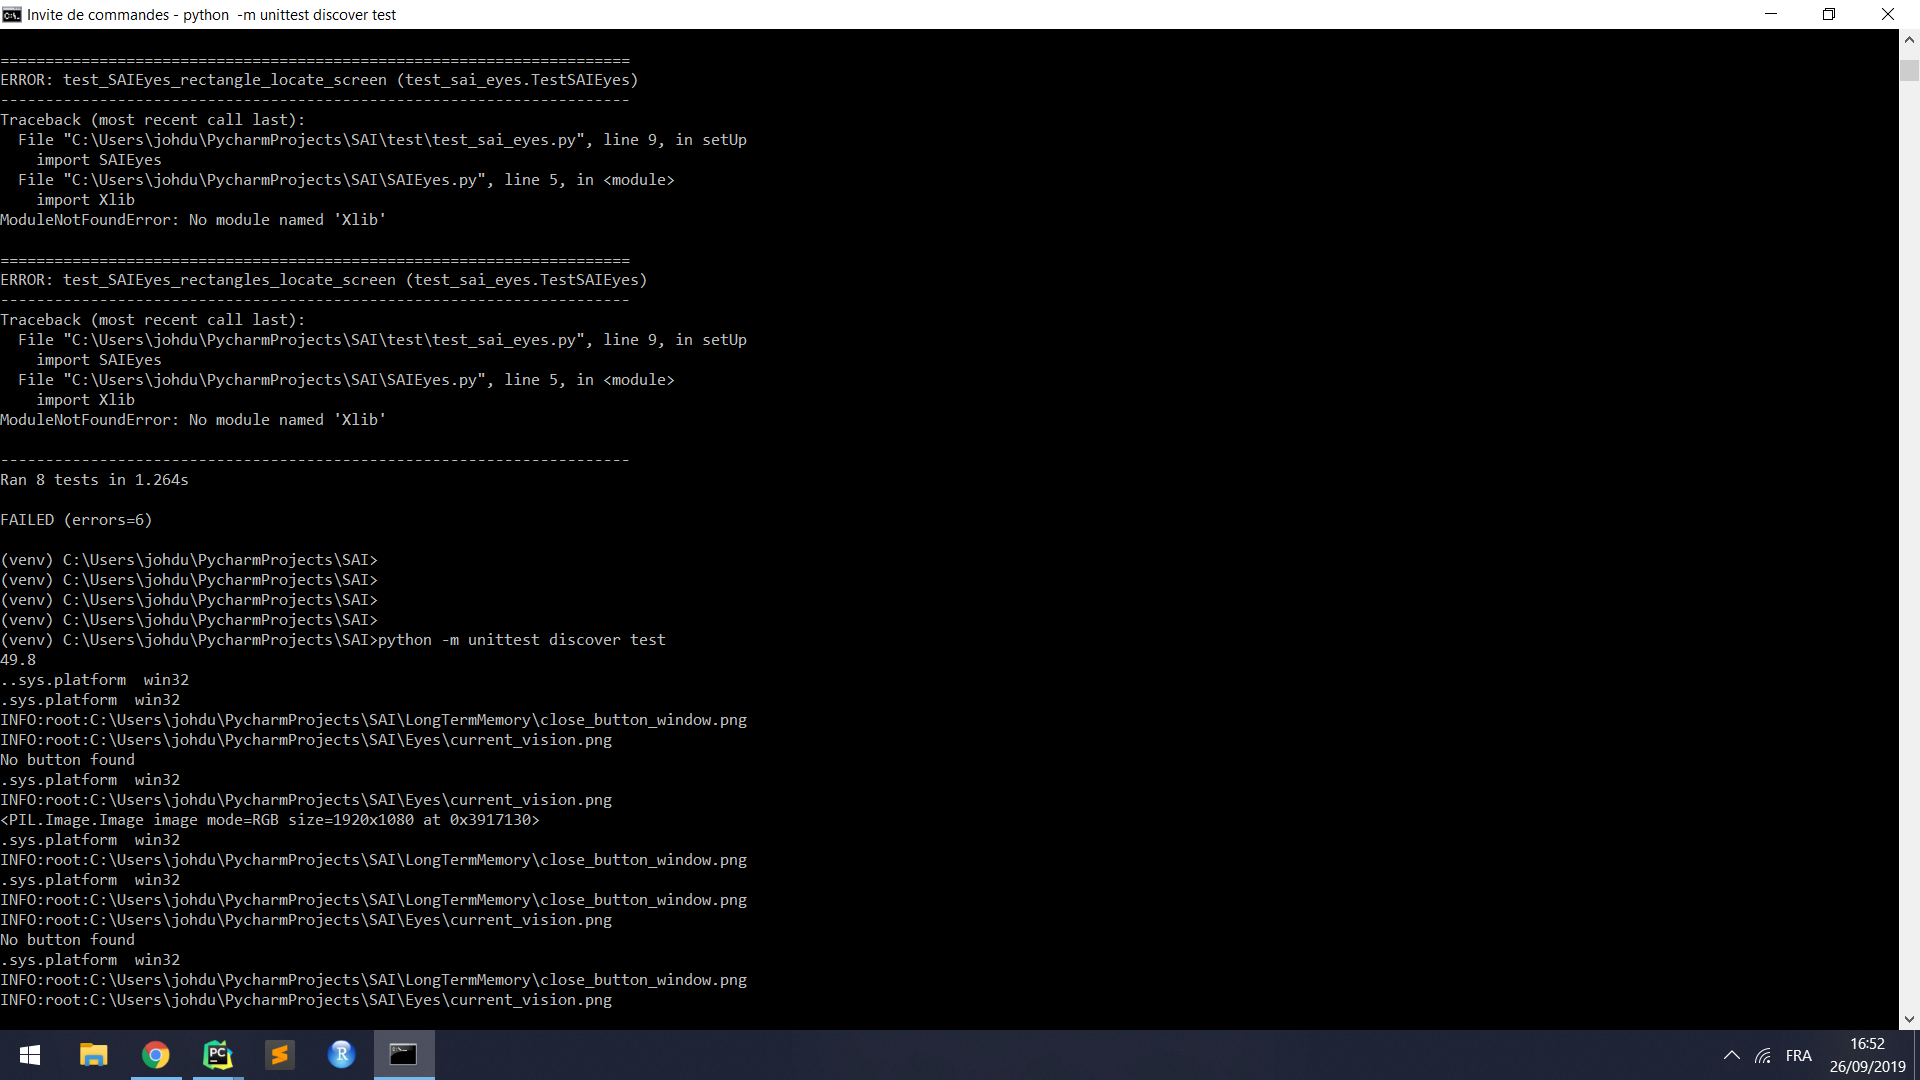 Invite de commandes - python  -m unittest discover test
======================================================================
ERROR: test_SAIEyes_rectangle_locate_screen (test_sai_eyes.TestSAIEyes)
----------------------------------------------------------------------
Traceback (most recent call last):
  File "C:\Users\johdu\PycharmProjects\SAI\test\test_sai_eyes.py", line 9, in setUp
    import SAIEyes
  File "C:\Users\johdu\PycharmProjects\SAI\SAIEyes.py", line 5, in <module>
    import Xlib
ModuleNotFoundError: No module named 'Xlib'
======================================================================
ERROR: test_SAIEyes_rectangles_locate_screen (test_sai_eyes.TestSAIEyes)
----------------------------------------------------------------------
Traceback (most recent call last):
  File "C:\Users\johdu\PycharmProjects\SAI\test\test_sai_eyes.py", line 9, in setUp
    import SAIEyes
  File "C:\Users\johdu\PycharmProjects\SAI\SAIEyes.py", line 5, in <module>
    import Xlib
ModuleNotFoundError: No module named 'Xlib'
----------------------------------------------------------------------
Ran 8 tests in 1.264s
FAILED (errors=6)
(venv) C:\Users\johdu\PycharmProjects\SAI>
(venv) C:\Users\johdu\PycharmProjects\SAI>
(venv) C:\Users\johdu\PycharmProjects\SAI>
(venv) C:\Users\johdu\PycharmProjects\SAI>
(venv) C:\Users\johdu\PycharmProjects\SAI>python -m unittest discover test
49.8
..sys.platform  win32
.sys.platform  win32
INFO:root:C:\Users\johdu\PycharmProjects\SAI\LongTermMemory\close_button_window.png
INFO:root:C:\Users\johdu\PycharmProjects\SAI\Eyes\current_vision.png
No button found
.sys.platform  win32
INFO:root:C:\Users\johdu\PycharmProjects\SAI\Eyes\current_vision.png
<PIL.Image.Image image mode=RGB size=1920x1080 at 0x3917130>
.sys.platform  win32
INFO:root:C:\Users\johdu\PycharmProjects\SAI\LongTermMemory\close_button_window.png
.sys.platform  win32
INFO:root:C:\Users\johdu\PycharmProjects\SAI\LongTermMemory\close_button_window.png
INFO:root:C:\Users\johdu\PycharmProjects\SAI\Eyes\current_vision.png
No button found
.sys.platform  win32
INFO:root:C:\Users\johdu\PycharmProjects\SAI\LongTermMemory\close_button_window.png
INFO:root:C:\Users\johdu\PycharmProjects\SAI\Eyes\current_vision.png
PC
R
FRA
16:52
26/09/2019